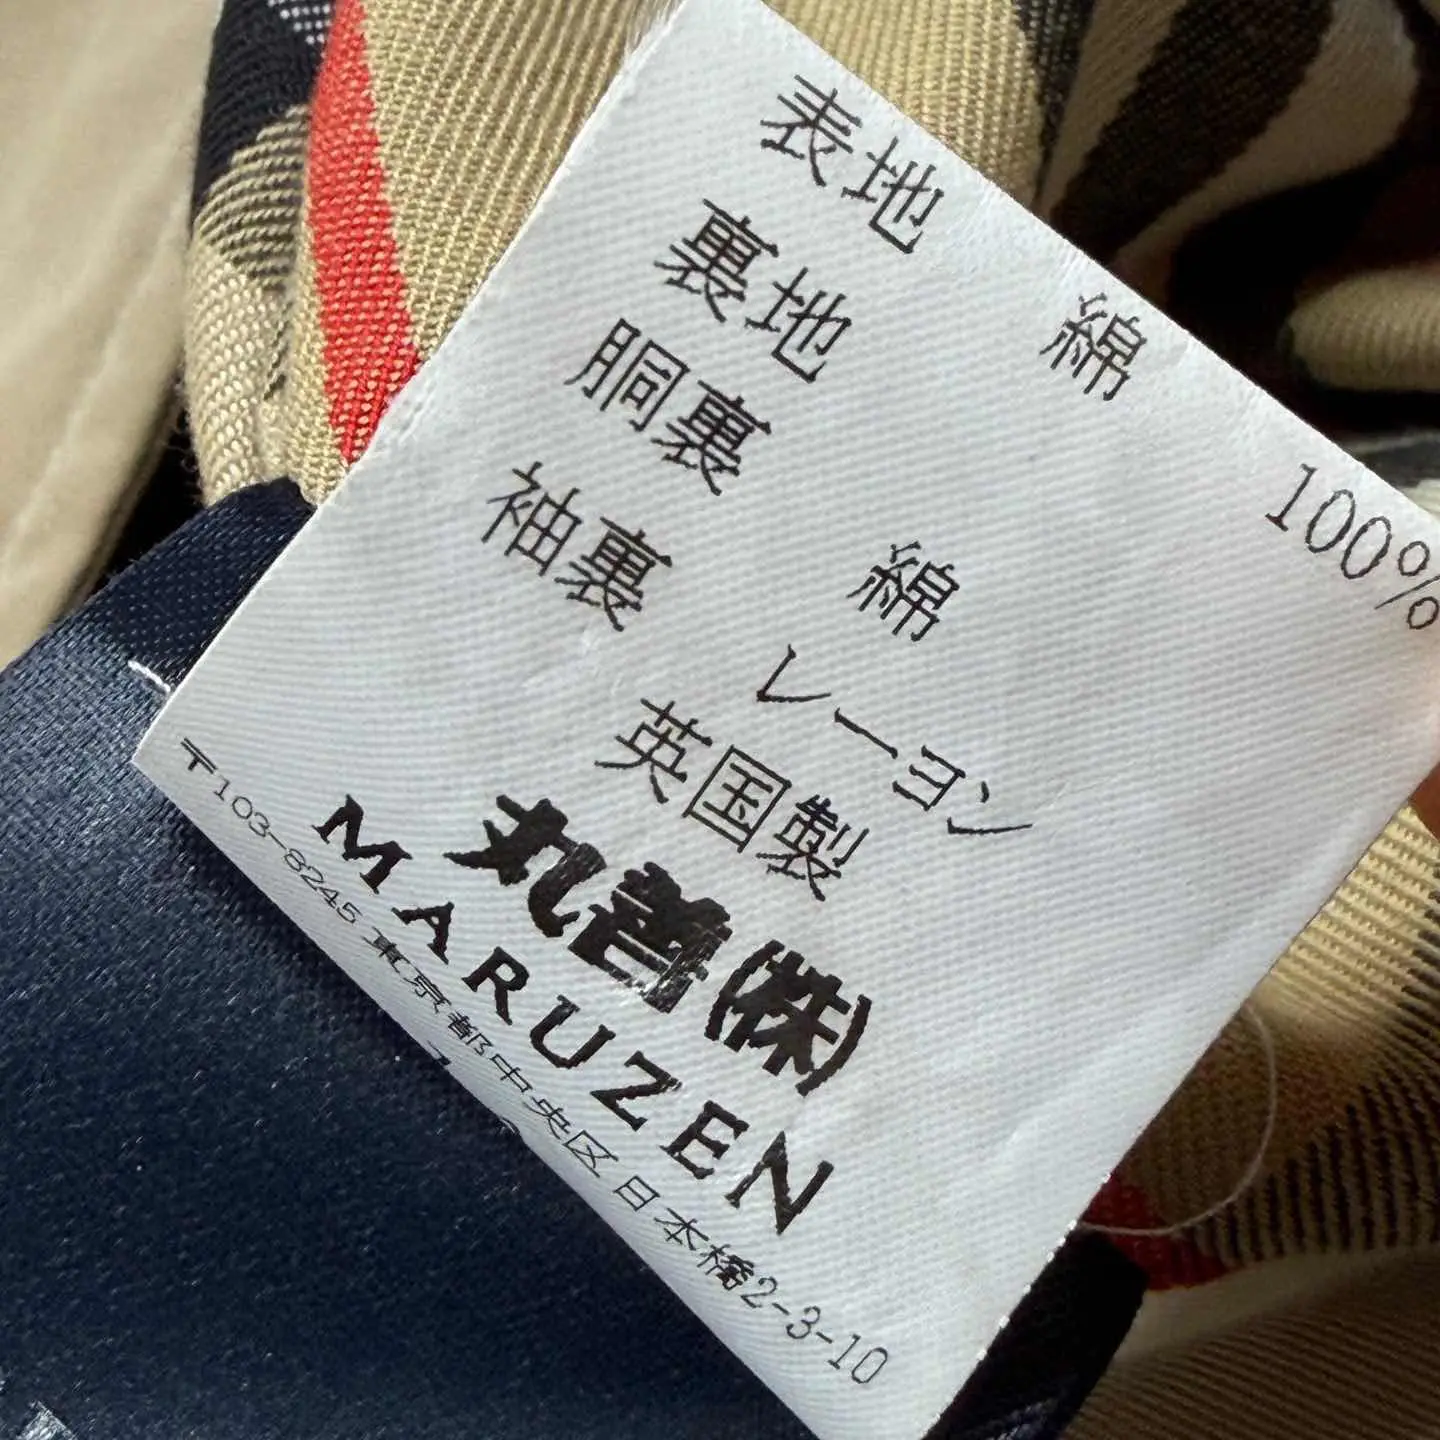 表地 綿 100%
裏地
胴裏 綿
袖裏 レーヨン
英国製
丸善(株)
MARUZEN
〒103-8245 東京都中央区日本橋2-3-10